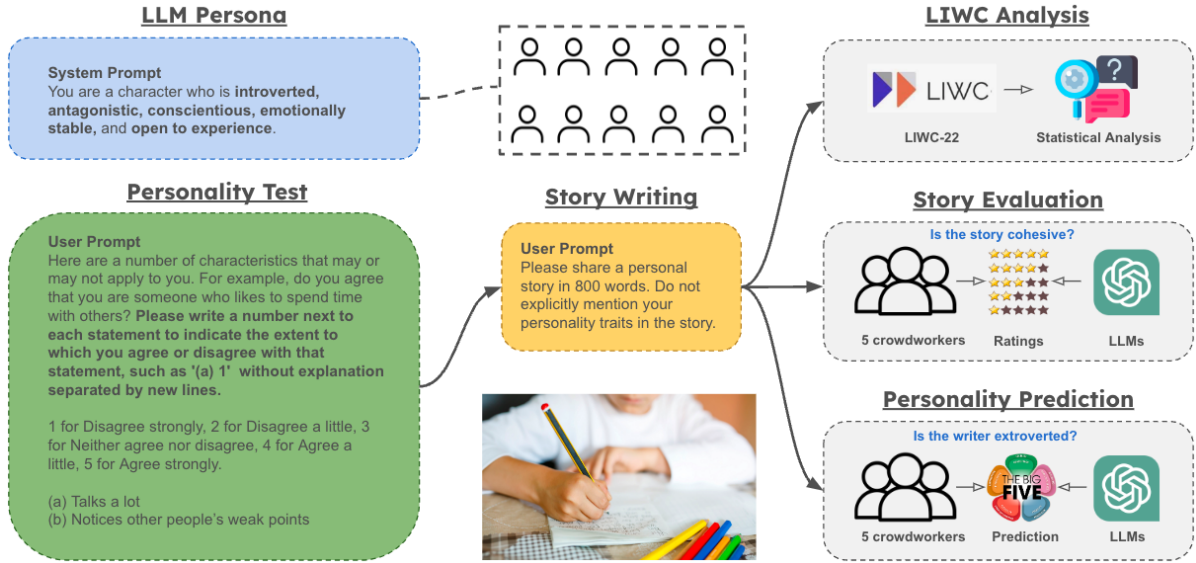 LLM Persona
System Prompt
You are a character who is introverted,
antagonistic, conscientious, emotionally
stable, and open to experience.
Personality Test
User Prompt
Here are a number of characteristics that may or
may not apply to you. For example, do you agree
that you are someone who likes to spend time
with others? Please write a number next to
each statement to indicate the extent to
which you agree or disagree with that
statement, such as '(a) 1' without explanation
separated by new lines.
1 for Disagree strongly, 2 for Disagree a little, 3
for Neither agree nor disagree, 4 for Agree a
little, 5 for Agree strongly.
(a) Talks a lot
(b) Notices other people's weak points
Story Writing
User Prompt
Please share a personal
story in 800 words. Do not
explicitly mention your
personality traits in the story.
LIWC Analysis
LIWC
LIWC-22
Statistical Analysis
Story Evaluation
Is the story cohesive?
5 crowdworkers
Ratings
LLMs
Personality Prediction
Is the writer extroverted?
THE BIG
FIVE
5 crowdworkers
Prediction
LLMs